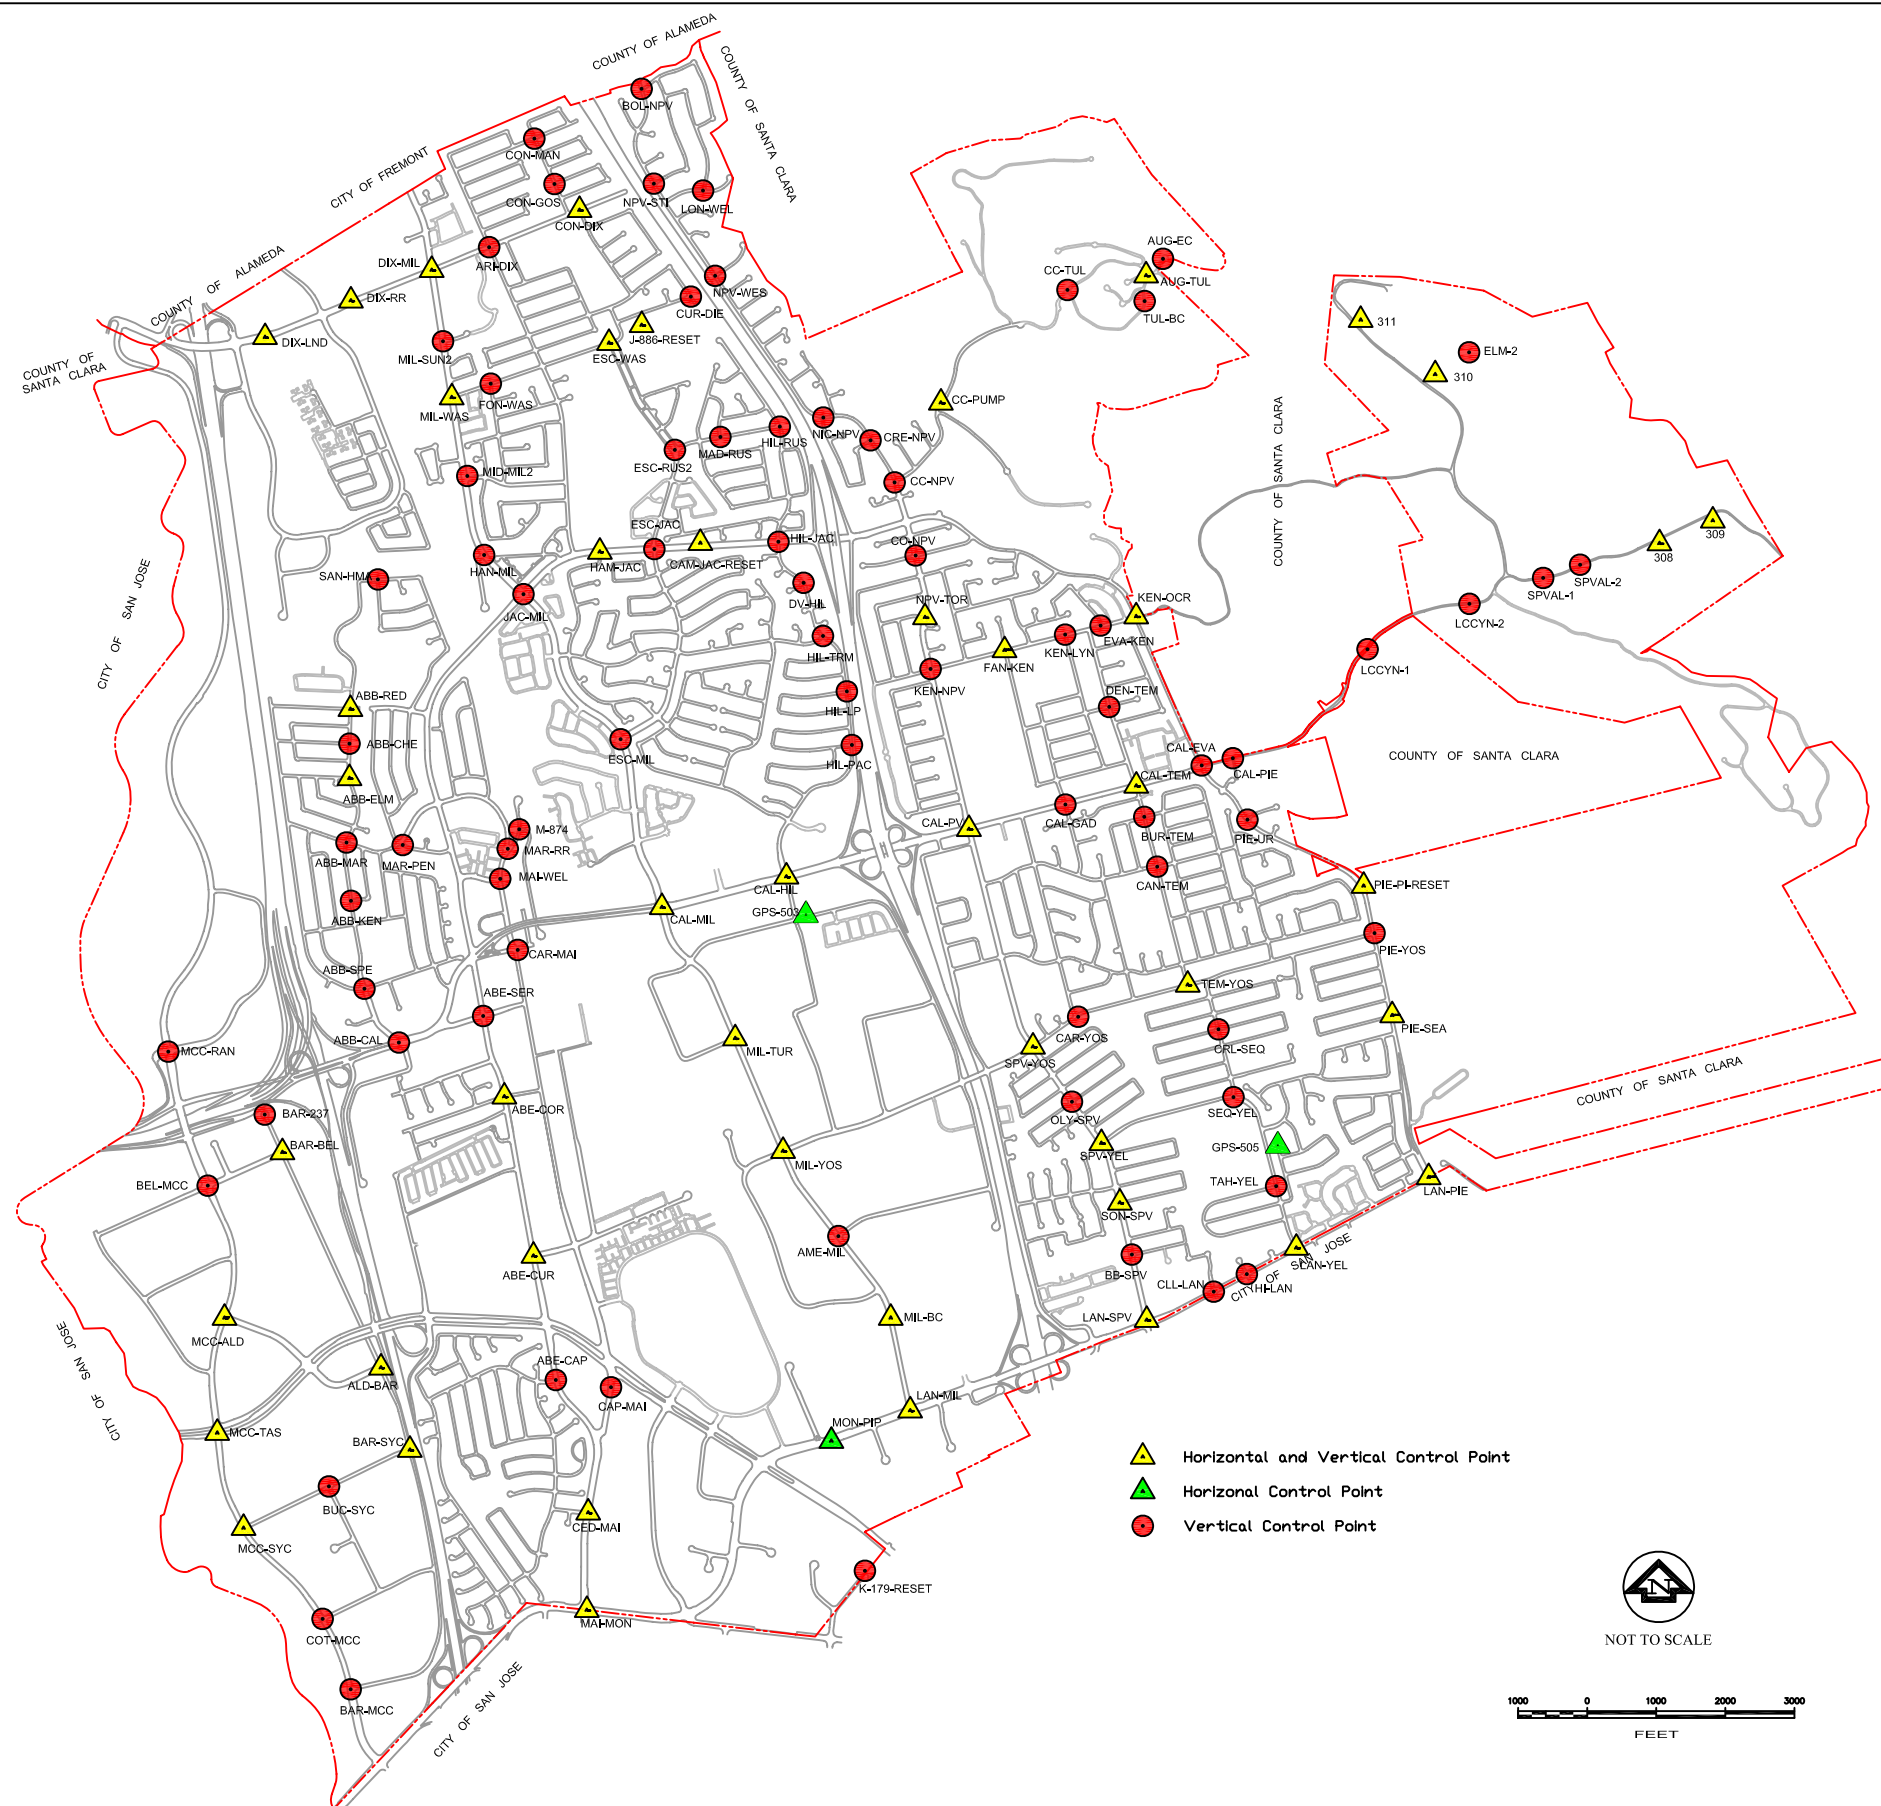 COUNTY OF ALAMEDA
COUNTY OF SANTA CLARA
BOL-NPV
CON-MAN
CITY OF FREMONT
CON-GOS
NPV-STI
LON-WEL
CON-DIX
COUNTY OF ALAMEDA
DIX-MIL
ARI-DIX
AUG-EC
CC-TUL
AUG-TUL
NPV-WES
DIX-RR
CUR-DIE
TUL-BC
311
DIX-LND
J-886-RESET
MIL-SUN2
ESC-WAS
ELM-2
COUNTY OF
SANTA CLARA
310
FON-WAS
MIL-WAS
CC-PUMP
NIC-NPV
HIL-RUS
CRE-NPV
MAD-RUS
ESC-RUS2
COUNTY OF SANTA CLARA
MID-MIL2
CC-NPV
ESC-JAC
HIL-JAC
309
308
CO-NPV
HAM-JAC
CAM-JAC-RESET
HAN-MIL
SAN-HMA
SPVAL-2
SPVAL-1
DV-HIL
JAC-MIL
NPV-TOR
KEN-OCR
LCCYN-2
CITY OF SAN JOSE
EVA-KEN
HIL-TRM
KEN-LYN
FAN-KEN
LCCYN-1
KEN-NPV
DEN-TEM
ABB-RED
HIL-LP
ABB-CHE
ESC-MIL
HIL-PAC
CAL-EVA
CAL-PIE
COUNTY OF SANTA CLARA
CAL-TEM
ABB-ELM
CAL-PV
CAL-GAD
M-874
BUR-TEM
PIE-UR
MAR-RR
ABB-MAR
MAR-PEN
MAI-WEL
CAN-TEM
CAL-HIL
PIE-PI-RESET
ABB-KEN
CAL-MIL
GPS-503
CAR-MAI
PIE-YOS
ABB-SPE
TEM-YOS
ABE-SER
PIE-SEA
ABB-CAL
MIL-TUR
CAR-YOS
CRL-SEQ
MCC-RAN
SPV-YOS
COUNTY OF SANTA CLARA
BAR-237
ABE-COR
OLY-SPV
SEQ-YEL
BAR-BEL
GPS-505
SPV-YEL
MIL-YOS
BEL-MCC
TAH-YEL
LAN-PIE
SON-SPV
AME-MIL
ABE-CUR
BB-SPV
CLL-LAN
CITY OF SAN JOSE
HI-LAN
LAN-YEL
MCC-ALD
MIL-BC
LAN-SPV
CITY OF SAN JOSE
ABE-CAP
ALD-BAR
CAP-MAI
LAN-MIL
MCC-TAS
MON-PIP
BAR-SYC
Horizontal and Vertical Control Point
Horizonal Control Point
Vertical Control Point
BUC-SYC
CED-MAI
MCC-SYC
K-179-RESET
MAI-MON
COT-MCC
N
NOT TO SCALE
BAR-MCC
CITY OF SAN JOSE
1000 0 1000 2000 3000
FEET